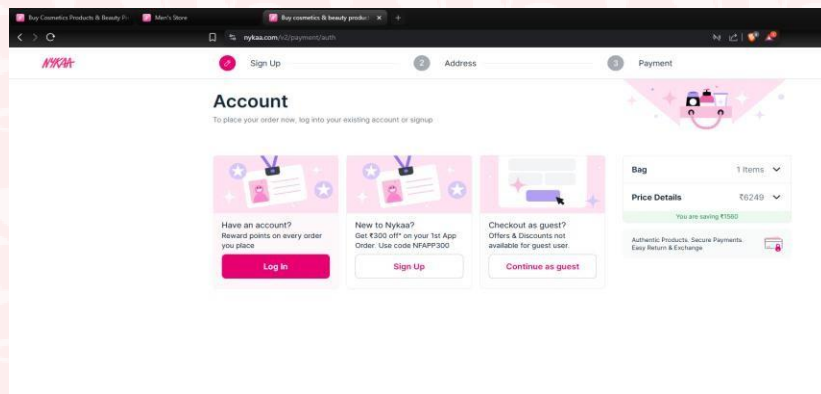 Buy Cosmetics Products & Beauty Pr
Men's Store
Buy cosmetics & beauty product
nykaa.com/v2/payment/auth
NYKAA
Sign Up
2
Address
3
Payment
Account
To place your order now, log into your existing account or signup
Have an account?
Reward points on every order
you place
Log In
New to Nykaa?
Get ₹300 off* on your 1st App
Order. Use code NFAPP300
Sign Up
Checkout as guest?
Offers & Discounts not
available for guest user.
Continue as guest
Bag
1 Items
Price Details
₹6249
You are saving ₹1560
Authentic Products. Secure Payments.
Easy Return & Exchange